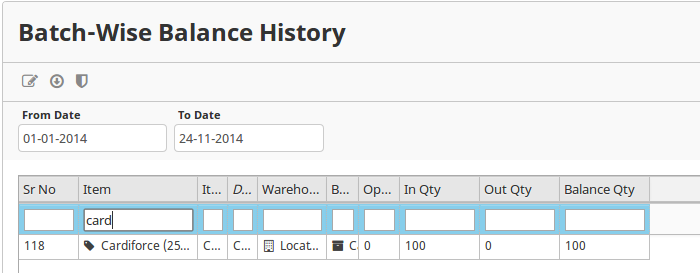 Batch-Wise Balance History
From Date To Date
01-01-2014 24-11-2014
Sr No Item It... D... Wareho... B... Op... In Qty Out Qty Balance Qty
card
118 Cardiforce (25... C... C... Locat... C 0 100 0 100